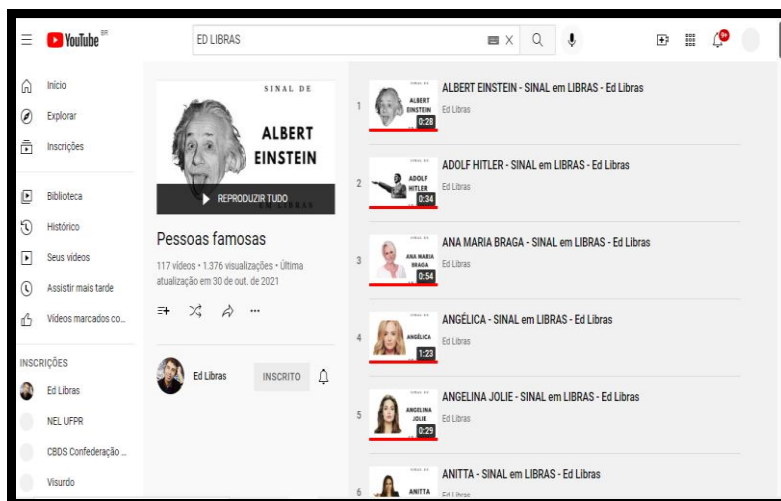 YouTube BR
ED LIBRAS
9+
Início
Explorar
Inscrições
Biblioteca
Histórico
Seus vídeos
Assistir mais tarde
Vídeos marcados co...
INSCRIÇÕES
Ed Libras
NEL UFPR
CBDS Confederação ...
Visurdo
SINAL DE
ALBERT
EINSTEIN
REPRODUZIR TUDO
Pessoas famosas
117 vídeos • 1.376 visualizações • Última
atualização em 30 de out. de 2021
Ed Libras
INSCRITO
1
ALBERT
EINSTEIN
0:28
ALBERT EINSTEIN - SINAL em LIBRAS - Ed Libras
Ed Libras
2
ADOLF
HITLER
0:34
ADOLF HITLER - SINAL em LIBRAS - Ed Libras
Ed Libras
3
ANA MARIA
BRAGA
0:54
ANA MARIA BRAGA - SINAL em LIBRAS - Ed Libras
Ed Libras
4
ANGÉLICA
1:23
ANGÉLICA - SINAL em LIBRAS - Ed Libras
Ed Libras
5
ANGELINA
JOLIE
0:29
ANGELINA JOLIE - SINAL em LIBRAS - Ed Libras
Ed Libras
6
ANITTA
ANITTA - SINAL em LIBRAS - Ed Libras
Ed Libras